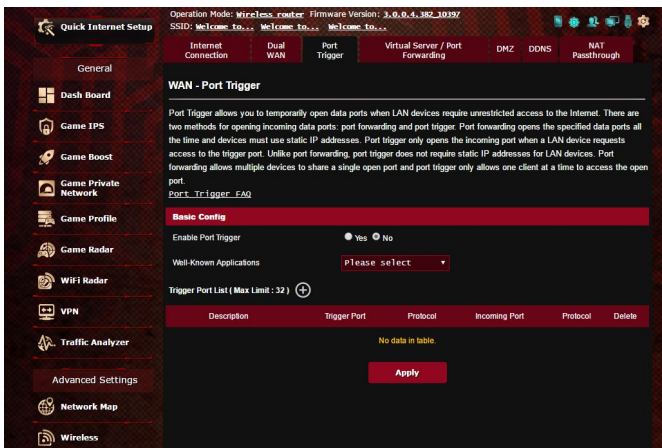 Quick Internet Setup
General
Dash Board
Game IPS
Game Boost
Game Private
Network
Game Profile
Game Radar
WiFi Radar
VPN
Traffic Analyzer
Advanced Settings
Network Map
Wireless
Operation Mode: Wireless router Firmware Version: 3.0.0.4.382_10397
SSID: Welcome to... Welcome to... Welcome to...
Internet
Connection
Dual
WAN
Port
Trigger
Virtual Server / Port
Forwarding
DMZ
DDNS
NAT
Passthrough
WAN - Port Trigger
Port Trigger allows you to temporarily open data ports when LAN devices require unrestricted access to the Internet. There are
two methods for opening incoming data ports: port forwarding and port trigger. Port forwarding opens the specified data ports all
the time and devices must use static IP addresses. Port trigger only opens the incoming port when a LAN device requests
access to the trigger port. Unlike port forwarding, port trigger does not require static IP addresses for LAN devices. Port
forwarding allows multiple devices to share a single open port and port trigger only allows one client at a time to access the open
port.
Port Trigger FAQ
Basic Config
Enable Port Trigger Yes No
Well-Known Applications Please select
Trigger Port List ( Max Limit : 32 )
Description Trigger Port Protocol Incoming Port Protocol Delete
No data in table.
Apply